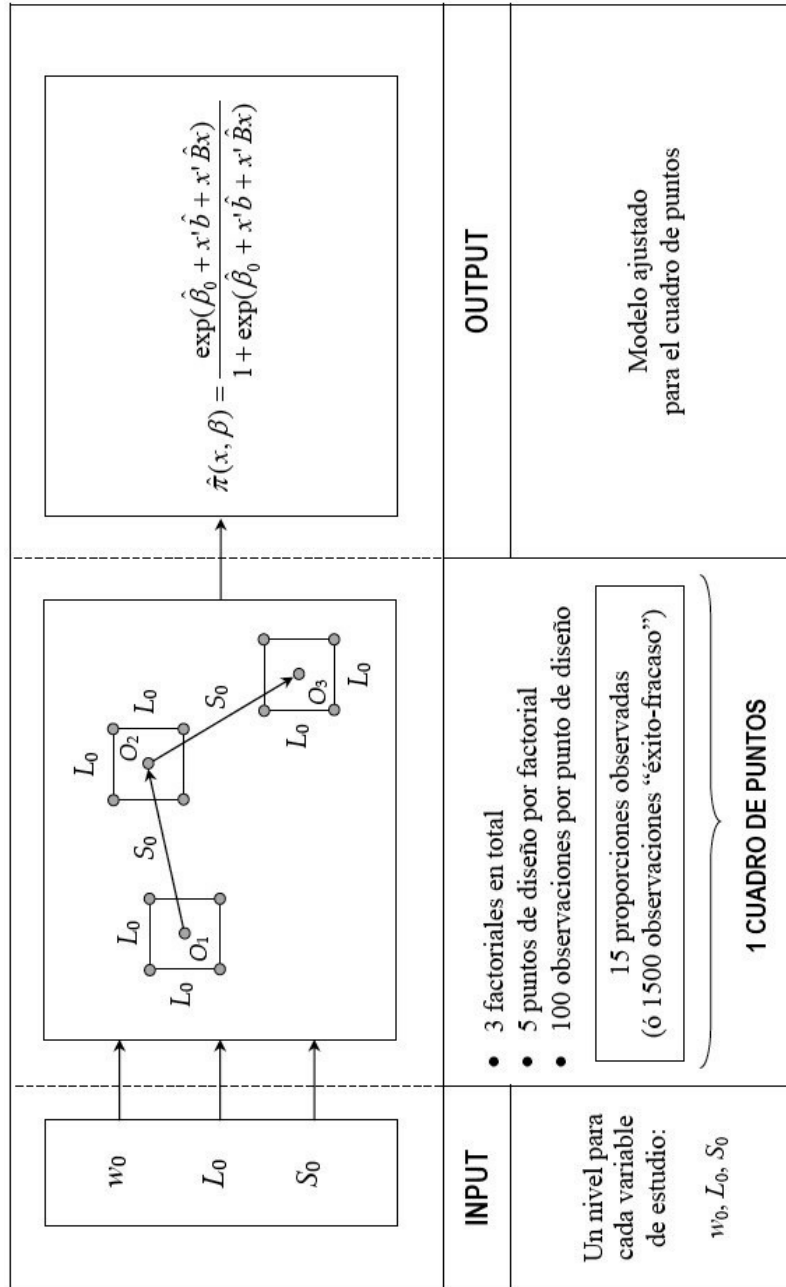 w₀
L₀
S₀
L₀
L₀
O₁
S₀
L₀
L₀
O₂
S₀
L₀
L₀
O₃
π̂(x, β) = exp(β̂₀ + x'b̂ + x'B̂x) / 1 + exp(β̂₀ + x'b̂ + x'B̂x)
INPUT
Un nivel para
cada variable
de estudio:
w₀, L₀, S₀
• 3 factoriales en total
• 5 puntos de diseño por factorial
• 100 observaciones por punto de diseño
15 proporciones observadas
(ó 1500 observaciones “éxito-fracaso”)
1 CUADRO DE PUNTOS
OUTPUT
Modelo ajustado
para el cuadro de puntos